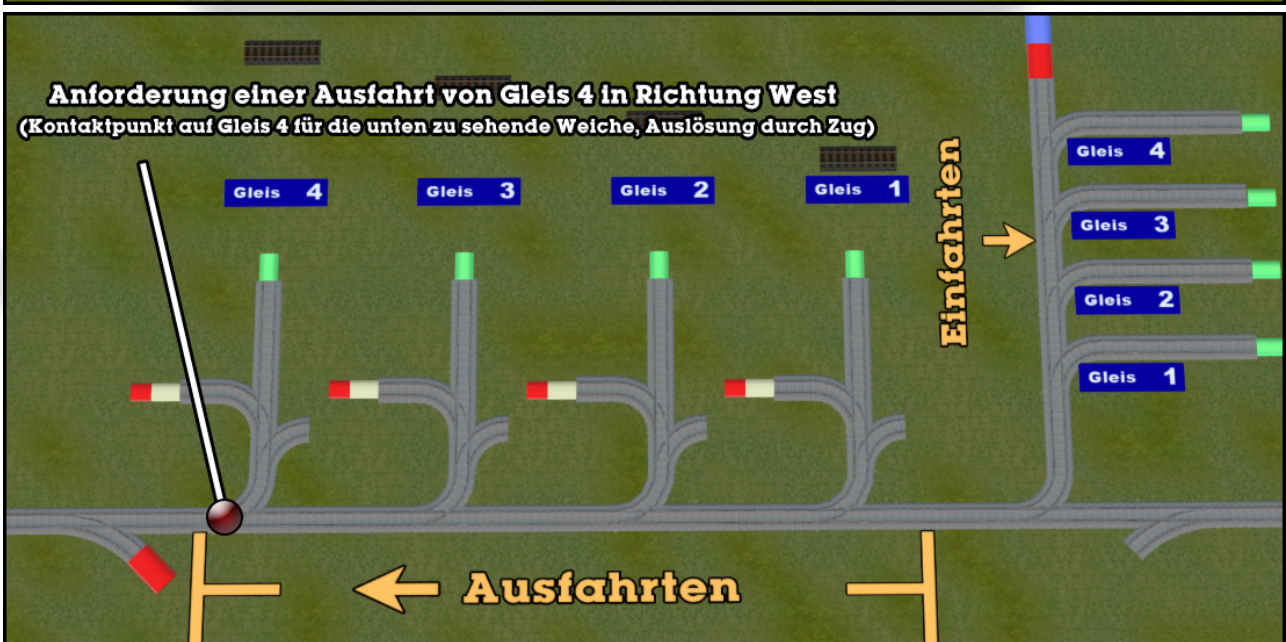 Anforderung einer Ausfahrt von Gleis 4 in Richtung West
(Kontaktpunkt auf Gleis 4 für die unten zu sehende Weiche, Auslösung durch Zug)
Gleis 4
Gleis 3
Gleis 2
Gleis 1
Einfahrten
Gleis 4
Gleis 3
Gleis 2
Gleis 1
Ausfahrten